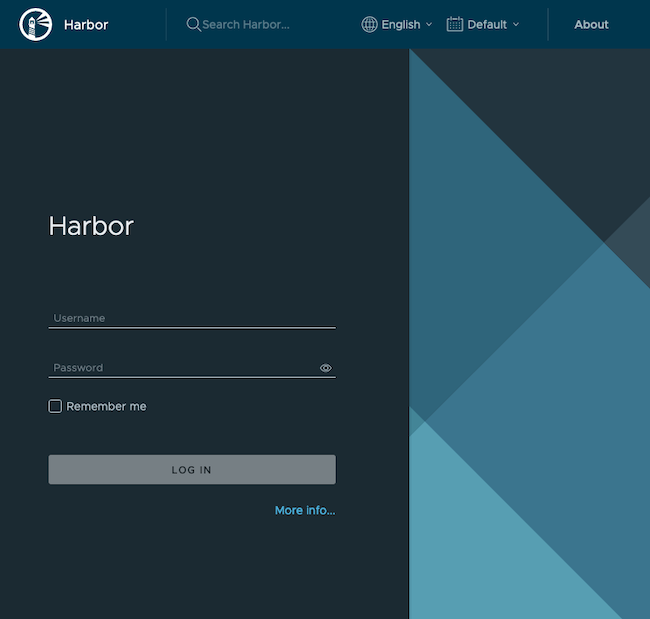 Harbor
Search Harbor...
English
Default
About
Harbor
Username
Password
Remember me
LOG IN
More info...